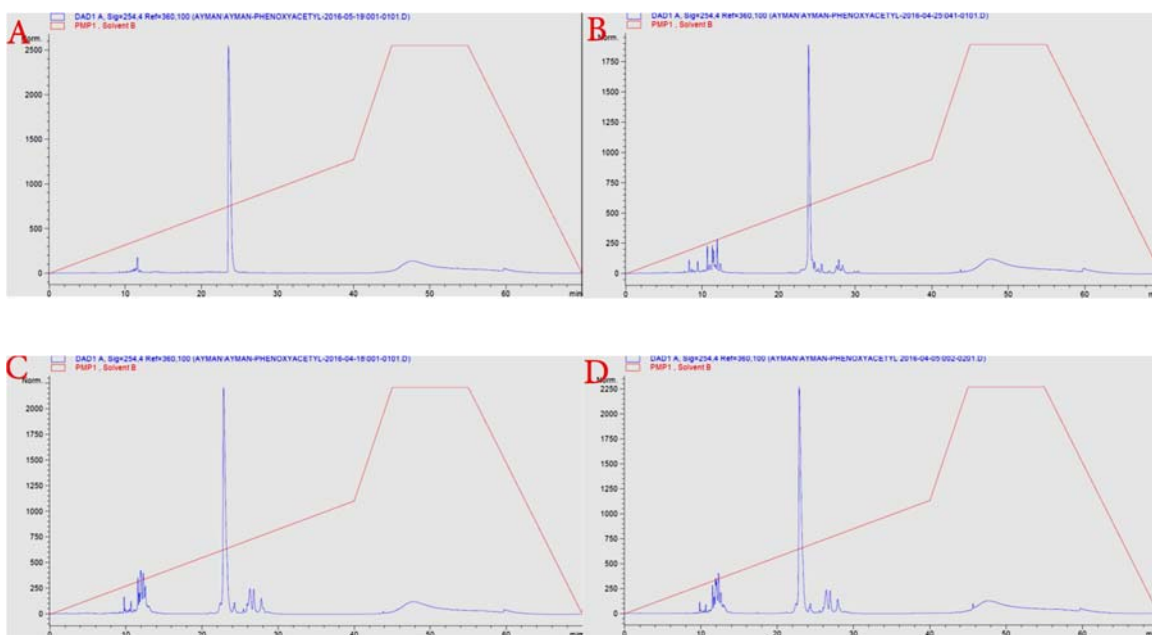 A
DAD1 A, Sig=254,4 Ref=360,100 (AYMAN\AYMAN-PHENOXYACETYL-2016-05-18\001-0101.D)
PMP1, Solvent B
Norm.
2500
2000
1500
1000
500
0
0 10 20 30 40 50 60 min
B
DAD1 A, Sig=254,4 Ref=360,100 (AYMAN\AYMAN-PHENOXYACETYL-2016-04-25\041-0101.D)
PMP1, Solvent B
Norm.
1750
1500
1250
1000
750
500
250
0
0 10 20 30 40 50 60
C
DAD1 A, Sig=254,4 Ref=360,100 (AYMAN\AYMAN-PHENOXYACETYL-2016-04-18\001-0101.D)
PMP1, Solvent B
Norm.
2000
1750
1500
1250
1000
750
500
250
0
0 10 20 30 40 50 60
D
DAD1 A, Sig=254,4 Ref=360,100 (AYMAN\AYMAN-PHENOXYACETYL 2016-04-05\002-0201.D)
PMP1, Solvent B
Norm.
2250
2000
1750
1500
1250
1000
750
500
250
0
0 10 20 30 40 50 60